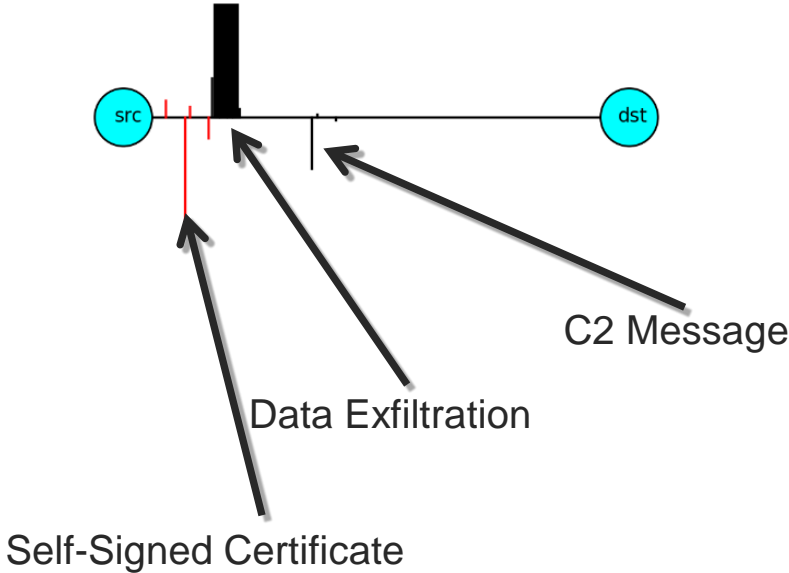 src
dst
C2 Message
Data Exfiltration
Self-Signed Certificate